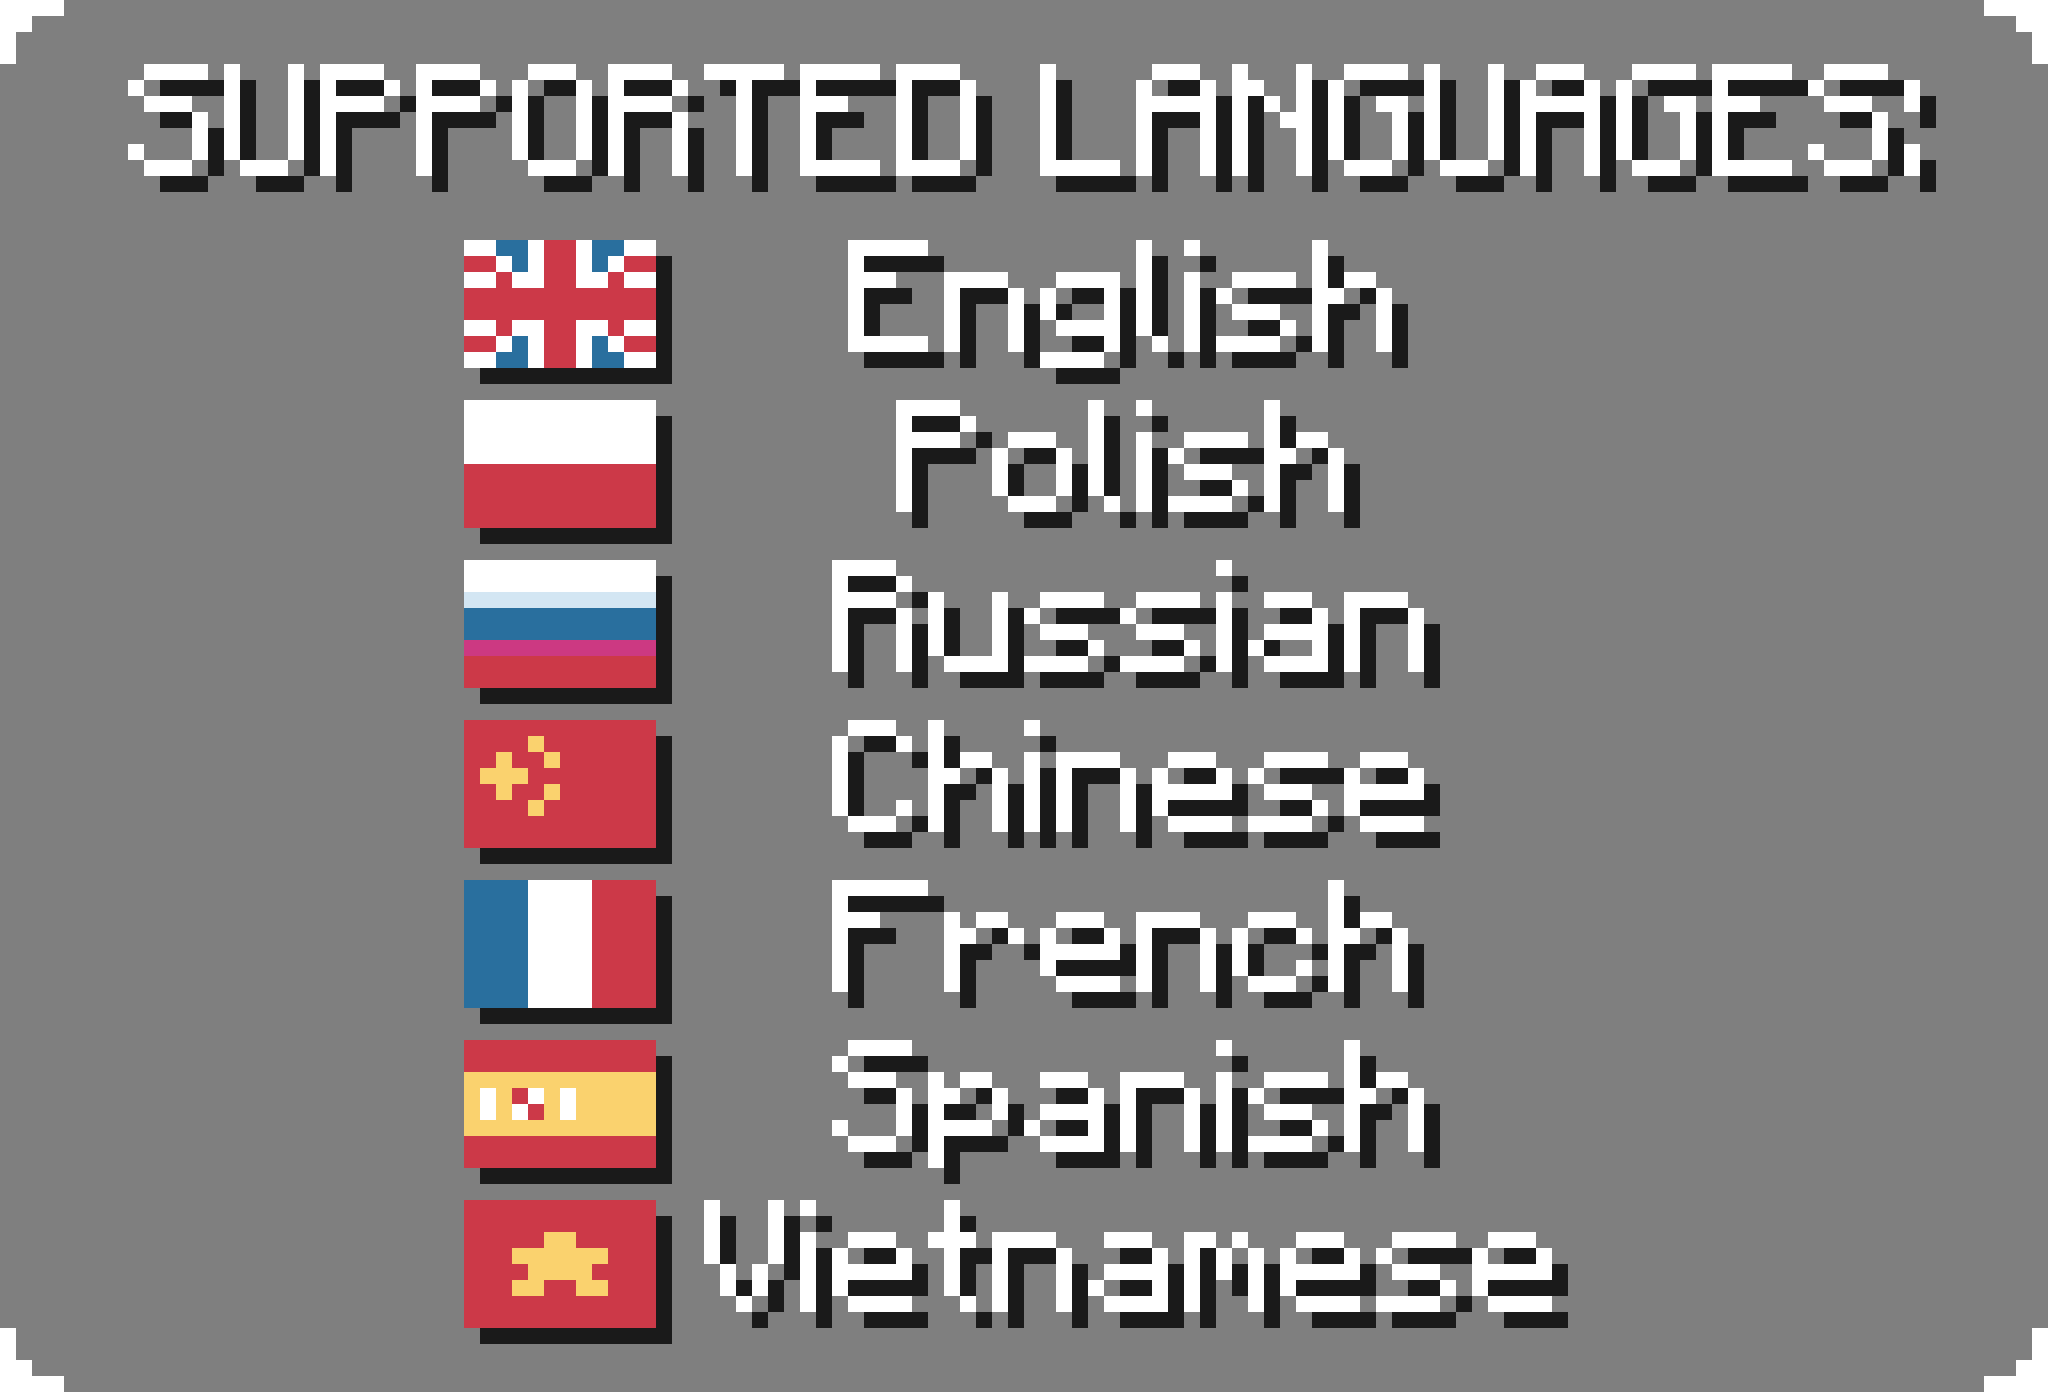 SUPPORTED LANGUAGES:
English
Polish
Russian
Chinese
French
Spanish
Vietnamese